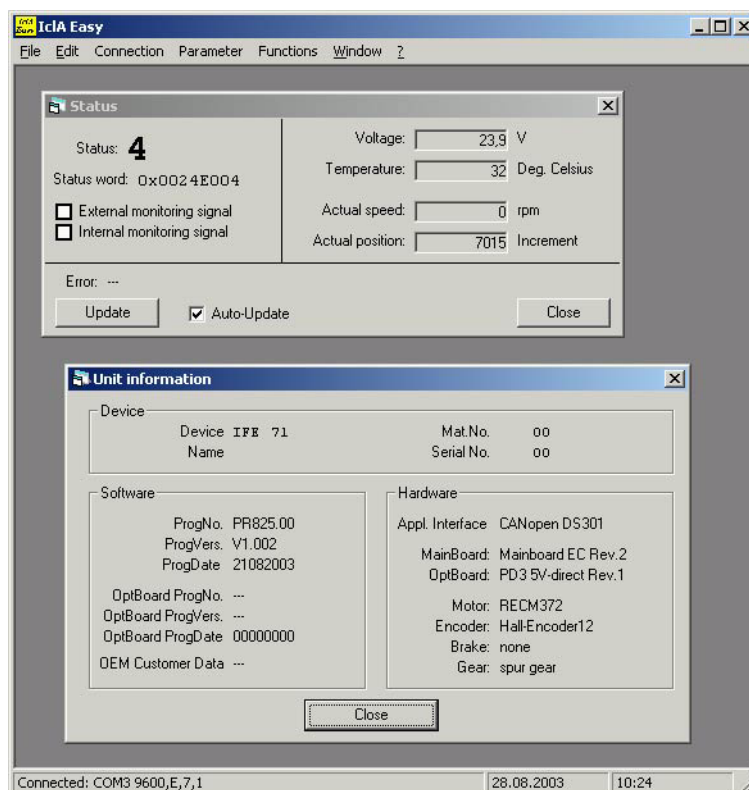 IclA Easy
IclA Easy
File Edit Connection Parameter Functions Window ?
Status
Status: 4
Status word: 0x0024E004
External monitoring signal
Internal monitoring signal
Voltage: 23,9 V
Temperature: 32 Deg. Celsius
Actual speed: 0 rpm
Actual position: 7015 Increment
Error: ---
Update Auto-Update Close
Unit information
Device
Device IFE 71
Name
Mat.No. 00
Serial No. 00
Software
ProgNo. PR825.00
ProgVers. V1.002
ProgDate 21082003
OptBoard ProgNo. ---
OptBoard ProgVers. ---
OptBoard ProgDate 00000000
OEM Customer Data ---
Hardware
Appl. Interface CANopen DS301
MainBoard: Mainboard EC Rev.2
OptBoard: PD3 5V-direct Rev.1
Motor: RECM372
Encoder: Hall-Encoder12
Brake: none
Gear: spur gear
Close
Connected: COM3 9600,E,7,1 28.08.2003 10:24